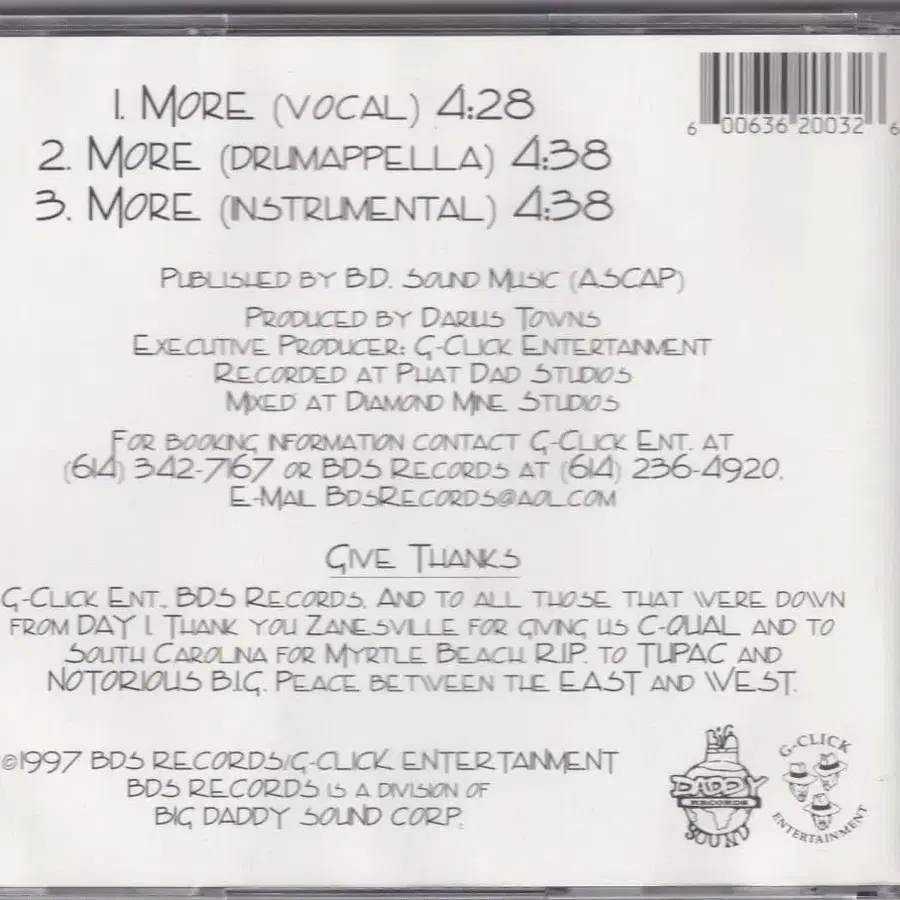 1. More (vocal) 4:28
2. More (drumappella) 4:38
3. More (instrumental) 4:38
6 00636 20032 6
Published by B.D. Sound Music (ASCAP)
Produced by Darius Towns
Executive Producer: G-Click Entertainment
Recorded at Phat Dad Studios
Mixed at Diamond Mine Studios
For booking information contact G-Click Ent. at
(614) 342-7167 or BDS Records at (614) 236-4920.
E-Mail BdsRecords@aol.com
Give Thanks
G-Click Ent., BDS Records, And to all those that were down
from DAY 1. Thank you Zanesville for giving us C-QUAL and to
South Carolina for Myrtle Beach. R.I.P. to TUPAC and
NOTORIOUS B.I.G. Peace between the EAST and WEST.
©1997 BDS RECORDS/G-CLICK ENTERTAINMENT
BDS RECORDS is a division of
BIG DADDY SOUND CORP.
BIG
DADDY
RECORDS
SOUND
G-CLICK
ENTERTAINMENT